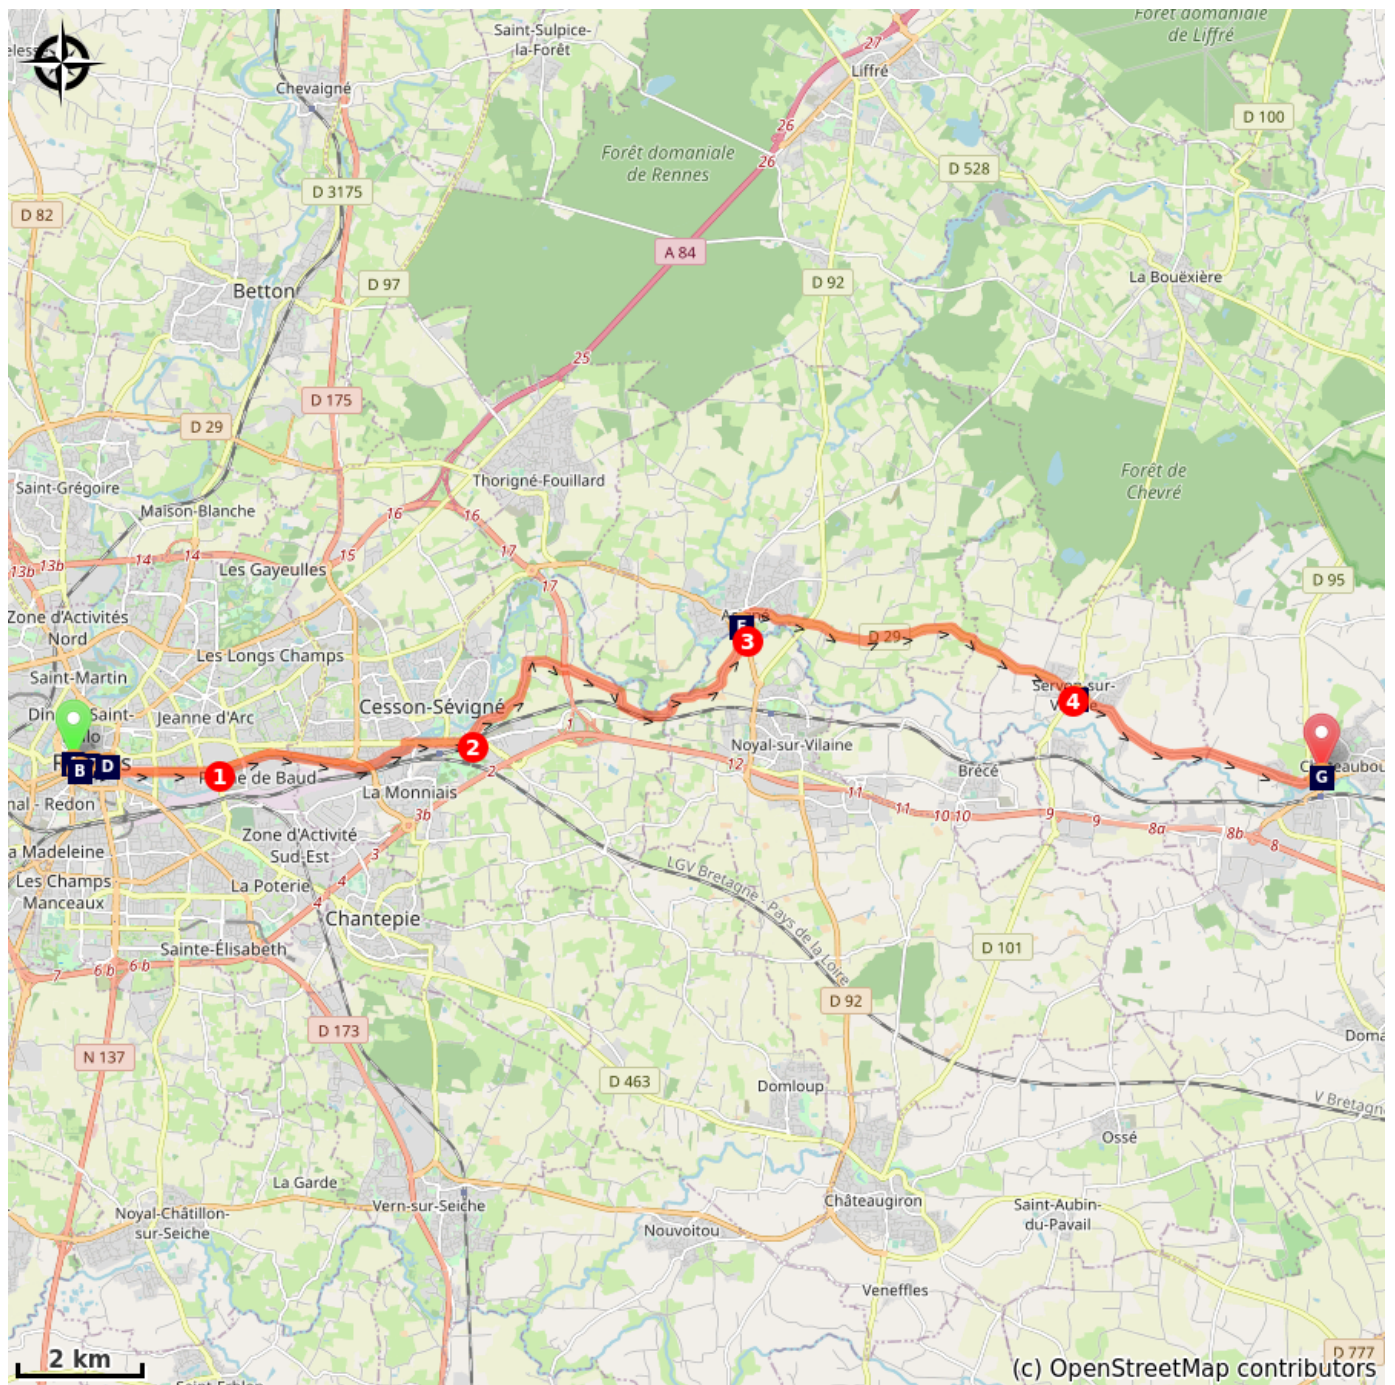 Forêt domaniale
de Liffré
Saint-Sulpice-
la-Forêt
27
Liffré
Chevaigné
D 100
26
Forêt domaniale
de Rennes
26
D 528
D 3175
D 82
A 84
La Bouëxière
D 97
D 92
Betton
25
D 175
D 29
Saint-Grégoire
Thorigné-Fouillard
Forêt de
Chevré
Maison-Blanche
16
16
17
14
14
15
13b
13b
Les Gayeulles
17
D 95
Zone d'Activités
Nord
D 29
Les Longs Champs
3
Saint-Martin
Cesson-Sévigné
4
Jeanne d'Arc
1
2
Noyal-sur-Vilaine
B
D
1
de Baud
2
12
Brécé
G
La Monniais
11
11
10
10
9
9
8a
8b
8
3b
Zone d'Activité
Sud-Est
3
LGV Bretagne - Pays de la Loire
La Poterie
4
Les Champs
Manceaux
4
Chantepie
Sainte-Élisabeth
D 101
7
6 b
6 b
D 92
D 173
N 137
D 463
Domloup
V Bretagne
Ossé
La Garde
Vern-sur-Seiche
Châteaugiron
Saint-Aubin-
du-Pavail
Noyal-Châtillon-
sur-Seiche
Nouvoitou
Veneffles
2 km
D 777
(c) OpenStreetMap contributors